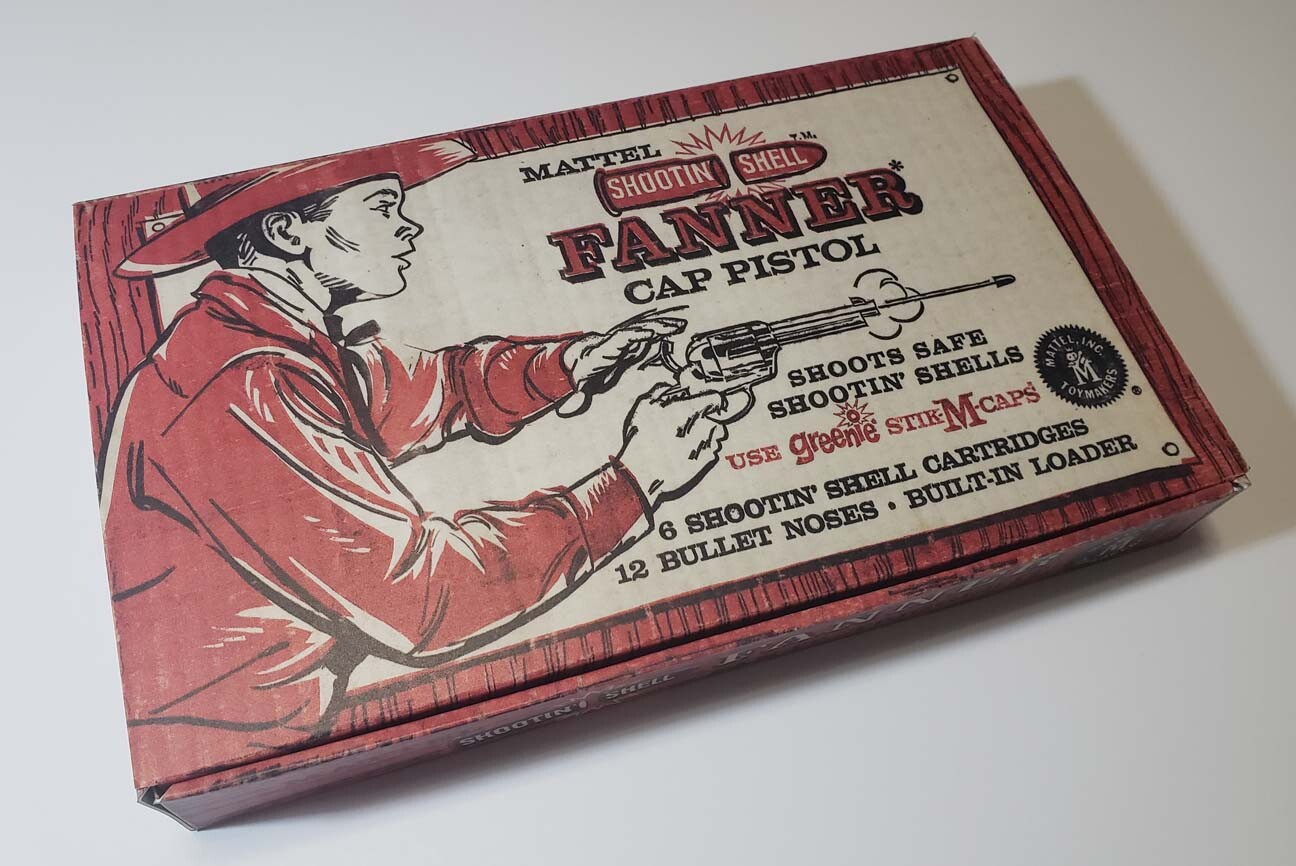 MATTEL SHOOTIN' SHELL T.M.
FANNER*
CAP PISTOL
SHOOTS SAFE
SHOOTIN' SHELLS
USE greenie STIK-M-CAPS*
MATTEL, INC.
M
TOYMAKERS
®
6 SHOOTIN' SHELL CARTRIDGES
12 BULLET NOSES • BUILT-IN LOADER
SHOOTIN' SHELL FANNER